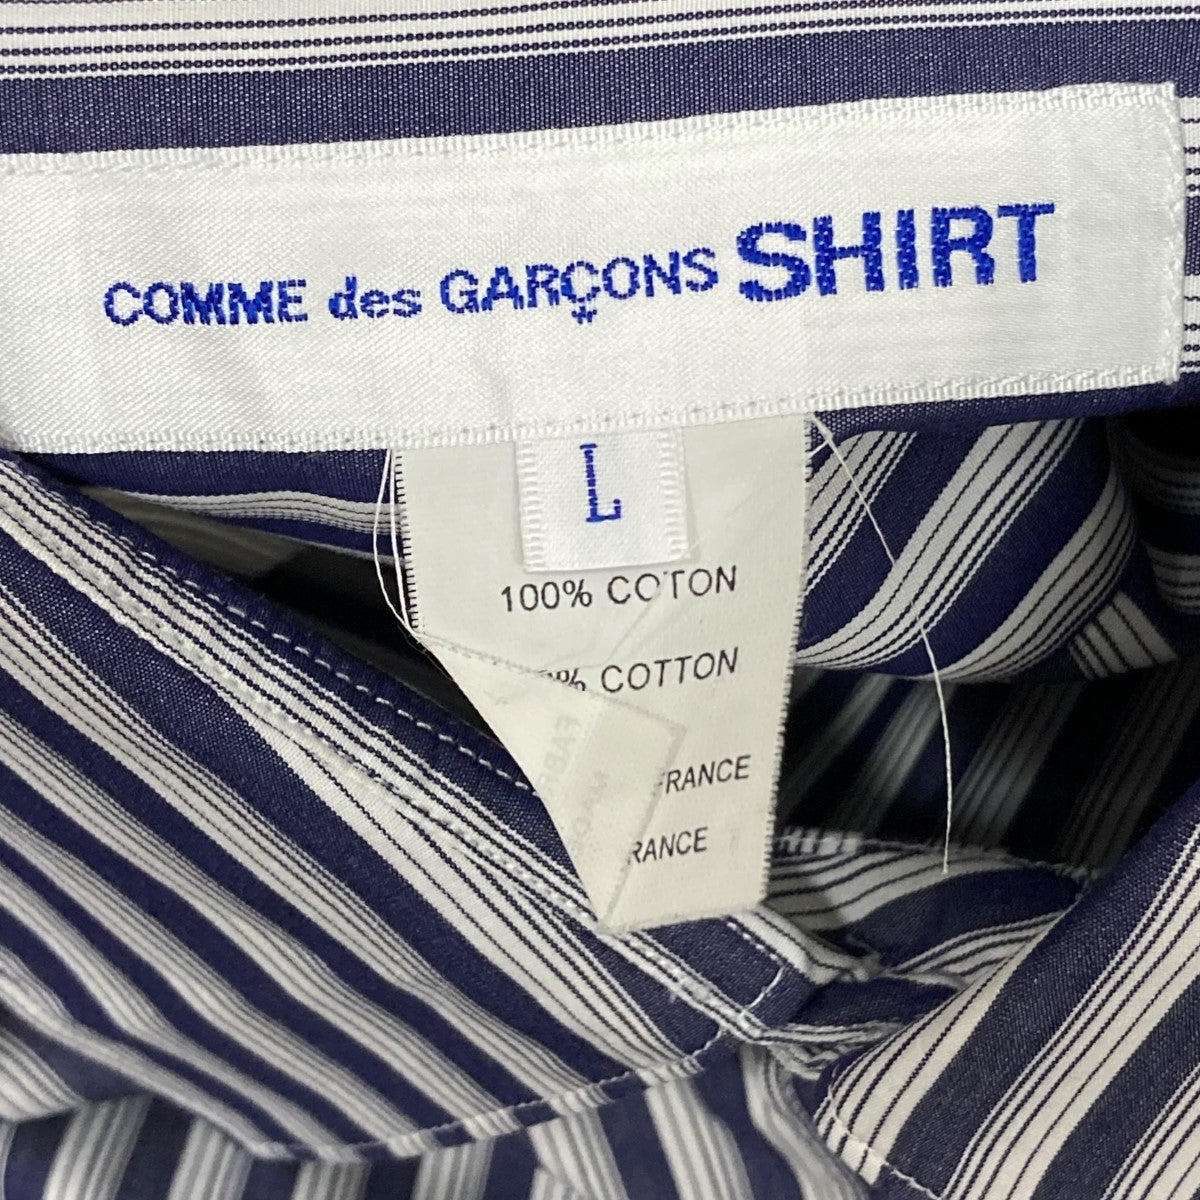 COMME des GARÇONS SHIRT
L
100% COTON
% COTTON
FRANCE
RANCE